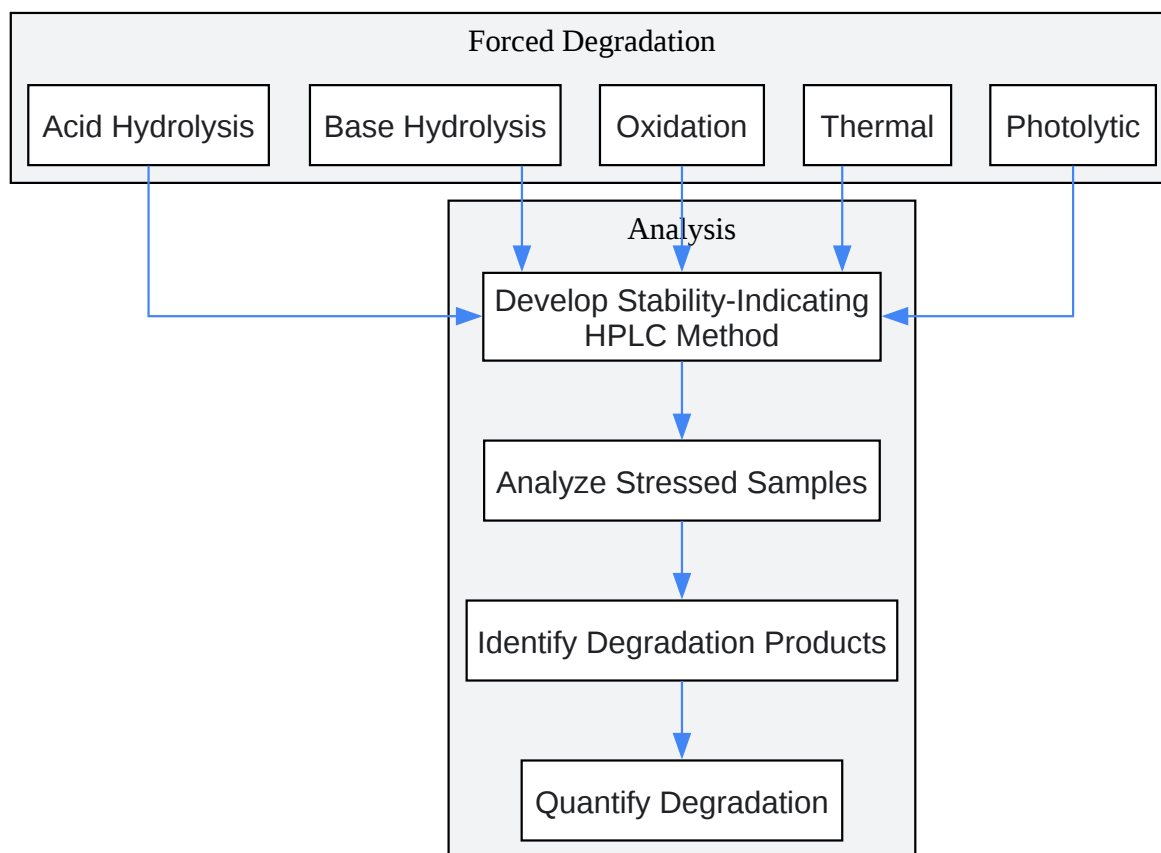 Forced Degradation
Acid Hydrolysis
Base Hydrolysis
Oxidation
Thermal
Photolytic
Analysis
Develop Stability-Indicating
HPLC Method
Analyze Stressed Samples
Identify Degradation Products
Quantify Degradation